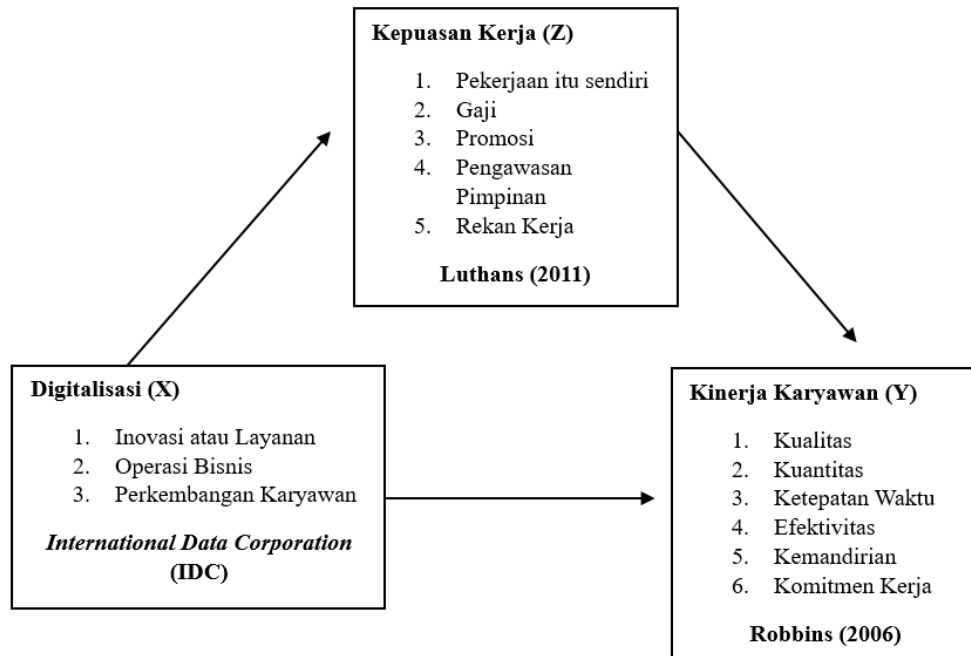 Kepuasan Kerja (Z)
1. Pekerjaan itu sendiri
2. Gaji
3. Promosi
4. Pengawasan
Pimpinan
5. Rekan Kerja
Luthans (2011)
Digitalisasi (X)
1. Inovasi atau Layanan
2. Operasi Bisnis
3. Perkembangan Karyawan
International Data Corporation
(IDC)
Kinerja Karyawan (Y)
1. Kualitas
2. Kuantitas
3. Ketepatan Waktu
4. Efektivitas
5. Kemandirian
6. Komitmen Kerja
Robbins (2006)